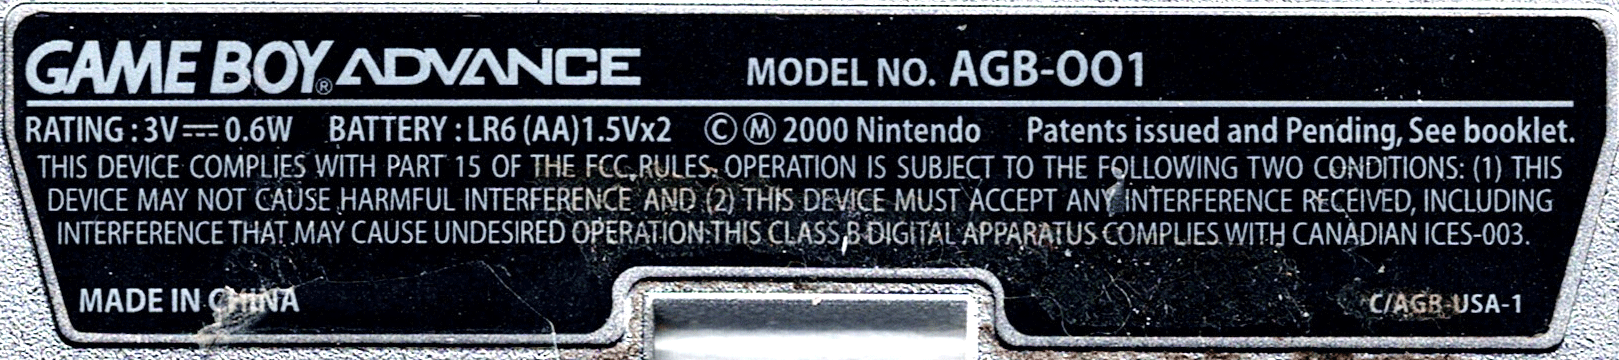 GAME BOY® ADVANCE MODEL NO. AGB-001
RATING : 3V⎓0.6W BATTERY : LR6 (AA)1.5Vx2 Ⓒ Ⓜ 2000 Nintendo Patents issued and Pending, See booklet.
THIS DEVICE COMPLIES WITH PART 15 OF THE FCC RULES. OPERATION IS SUBJECT TO THE FOLLOWING TWO CONDITIONS: (1) THIS
DEVICE MAY NOT CAUSE HARMFUL INTERFERENCE AND (2) THIS DEVICE MUST ACCEPT ANY INTERFERENCE RECEIVED, INCLUDING
INTERFERENCE THAT MAY CAUSE UNDESIRED OPERATION·THIS CLASS B DIGITAL APPARATUS COMPLIES WITH CANADIAN ICES-003.
MADE IN CHINA C/AGB-USA-1